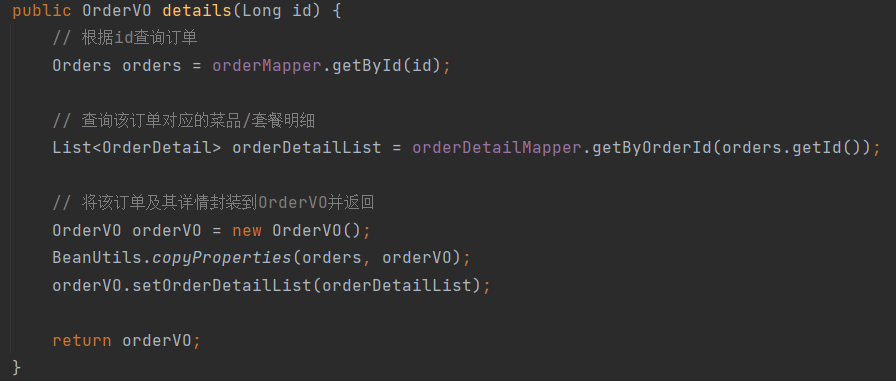 public OrderVO details(Long id) {
// 根据id查询订单
Orders orders = orderMapper.getById(id);
// 查询该订单对应的菜品/套餐明细
List<OrderDetail> orderDetailList = orderDetailMapper.getByOrderId(orders.getId());
// 将该订单及其详情封装到OrderVO并返回
OrderVO orderVO = new OrderVO();
BeanUtils.copyProperties(orders, orderVO);
orderVO.setOrderDetailList(orderDetailList);
return orderVO;
}